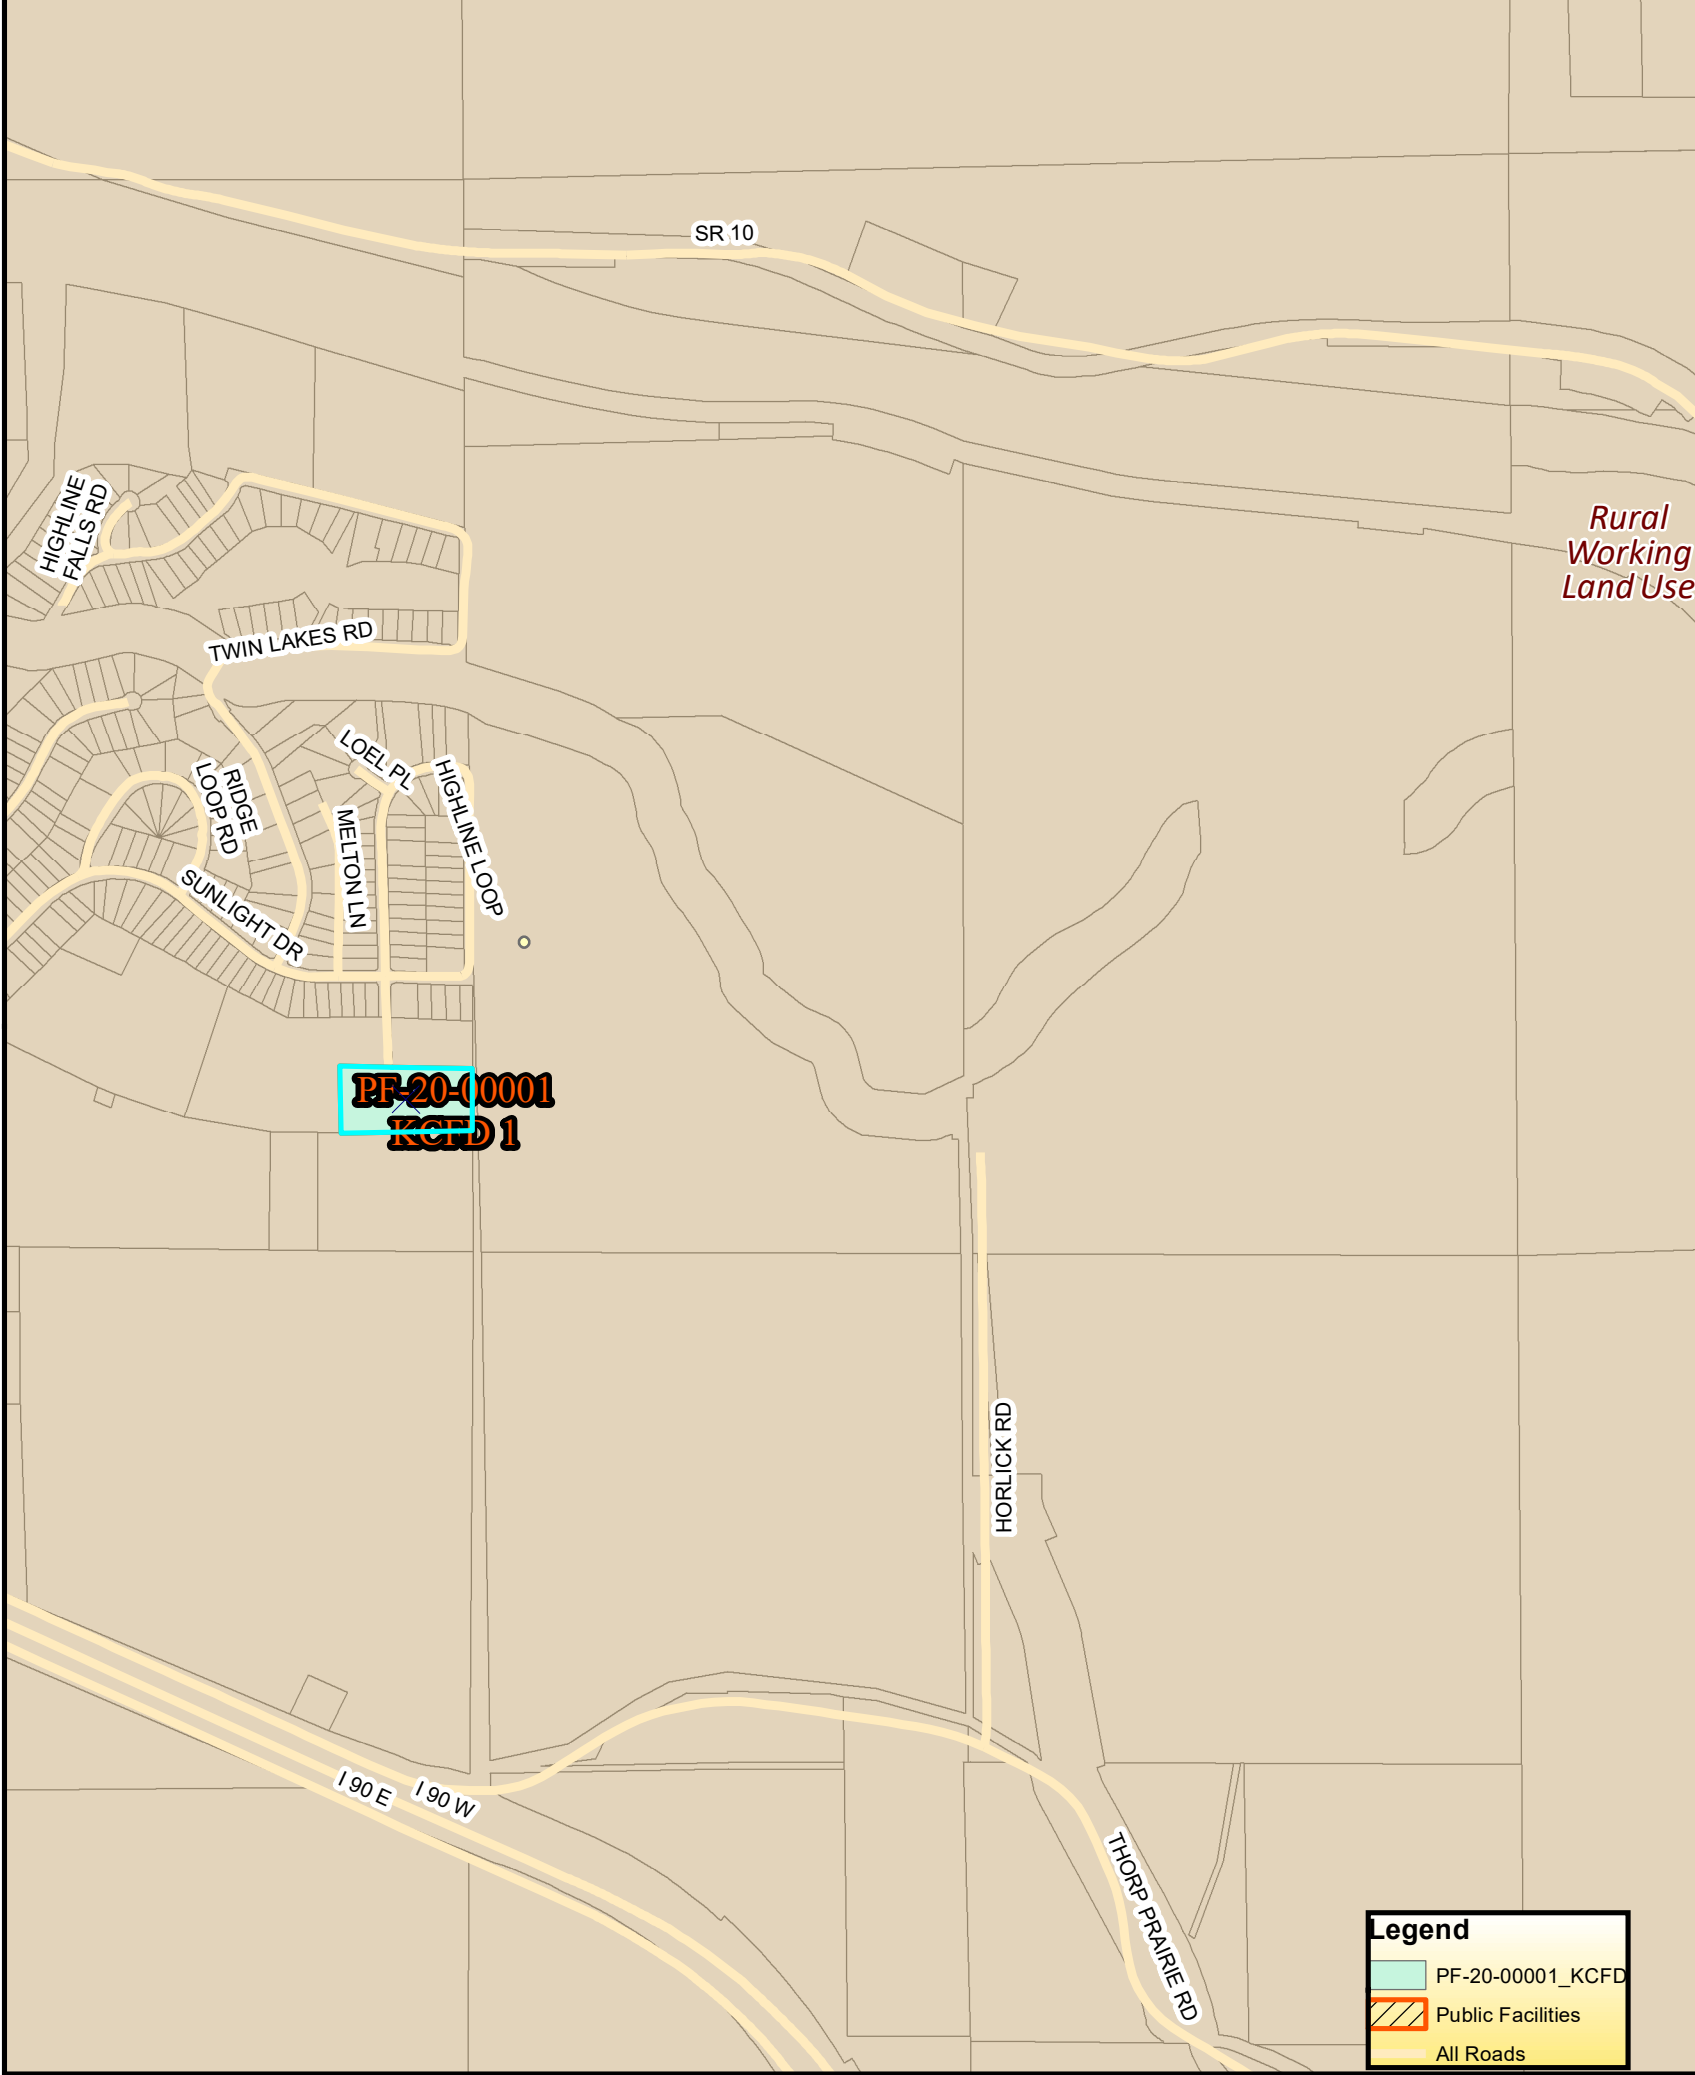 SR 10
HIGHLINE
FALLS RD
Rural
Working
Land Use
TWIN LAKES RD
LOEL PL
HIGHLINE LOOP
RIDGE
LOOP RD
MELTON LN
SUNLIGHT DR
PF-20-00001
KCFD 1
HORLICK RD
I 90 E
I 90 W
THORP PRAIRIE RD
Legend
PF-20-00001_KCFD
Public Facilities
All Roads